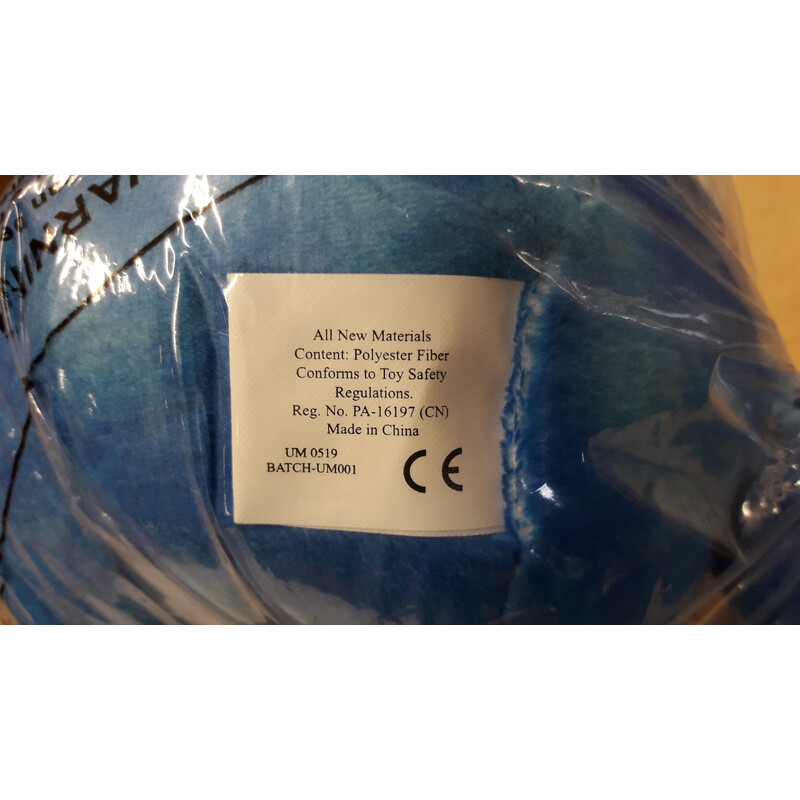 WARNIN
All New Materials
Content: Polyester Fiber
Conforms to Toy Safety
Regulations.
Reg. No. PA-16197 (CN)
Made in China
UM 0519
BATCH-UM001
CE